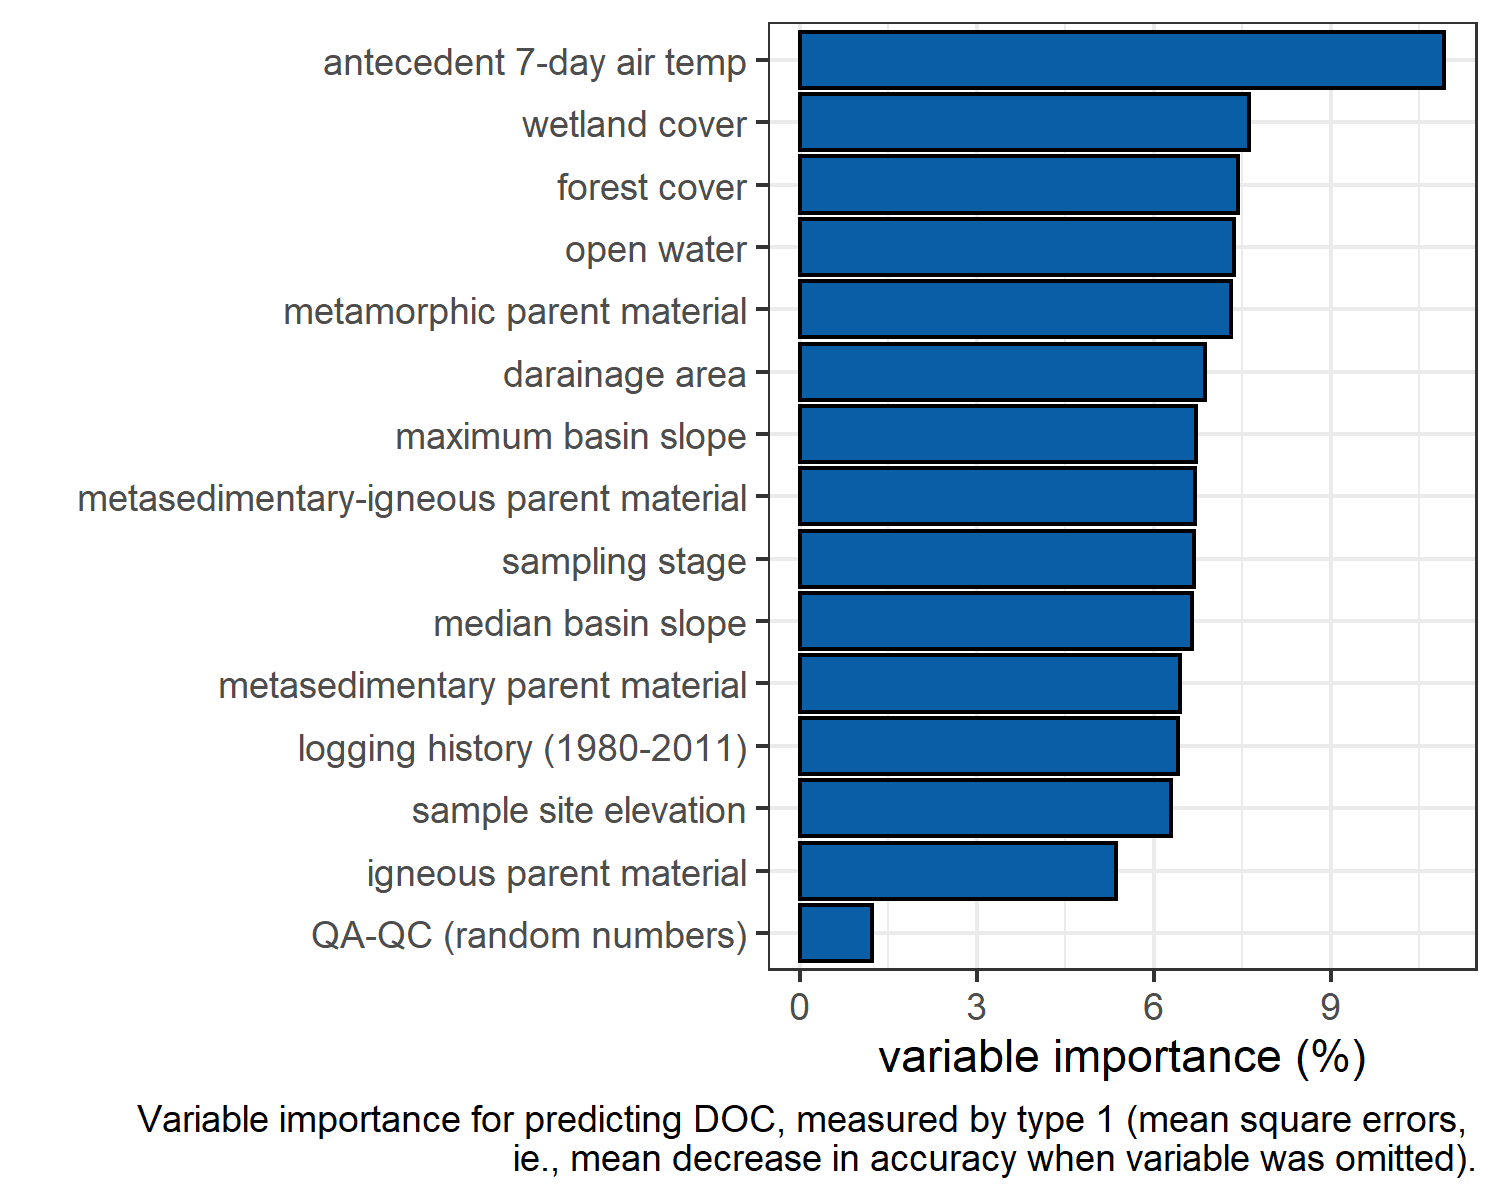 antecedent 7-day air temp
wetland cover
forest cover
open water
metamorphic parent material
darainage area
maximum basin slope
metasedimentary-igneous parent material
sampling stage
median basin slope
metasedimentary parent material
logging history (1980-2011)
sample site elevation
igneous parent material
QA-QC (random numbers)
0 3 6 9
variable importance (%)
Variable importance for predicting DOC, measured by type 1 (mean square errors,
ie., mean decrease in accuracy when variable was omitted).